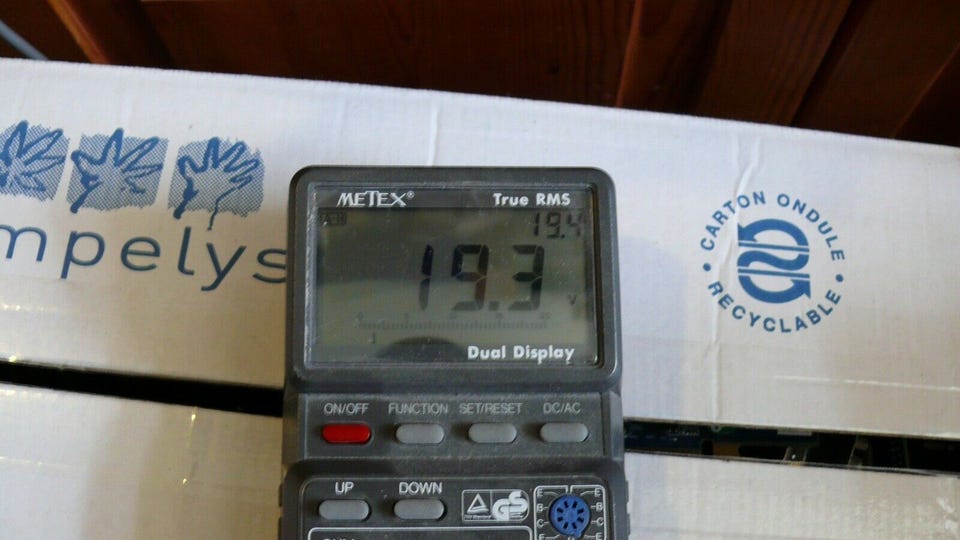 mpelys
METEX®
True RMS
19.4
19.3
V
Dual Display
ON/OFF
FUNCTION
SET/RESET
DC/AC
UP
DOWN
GS
E
E
B
B
C
C
E
E
CARTON ONDULE
RECYCLABLE